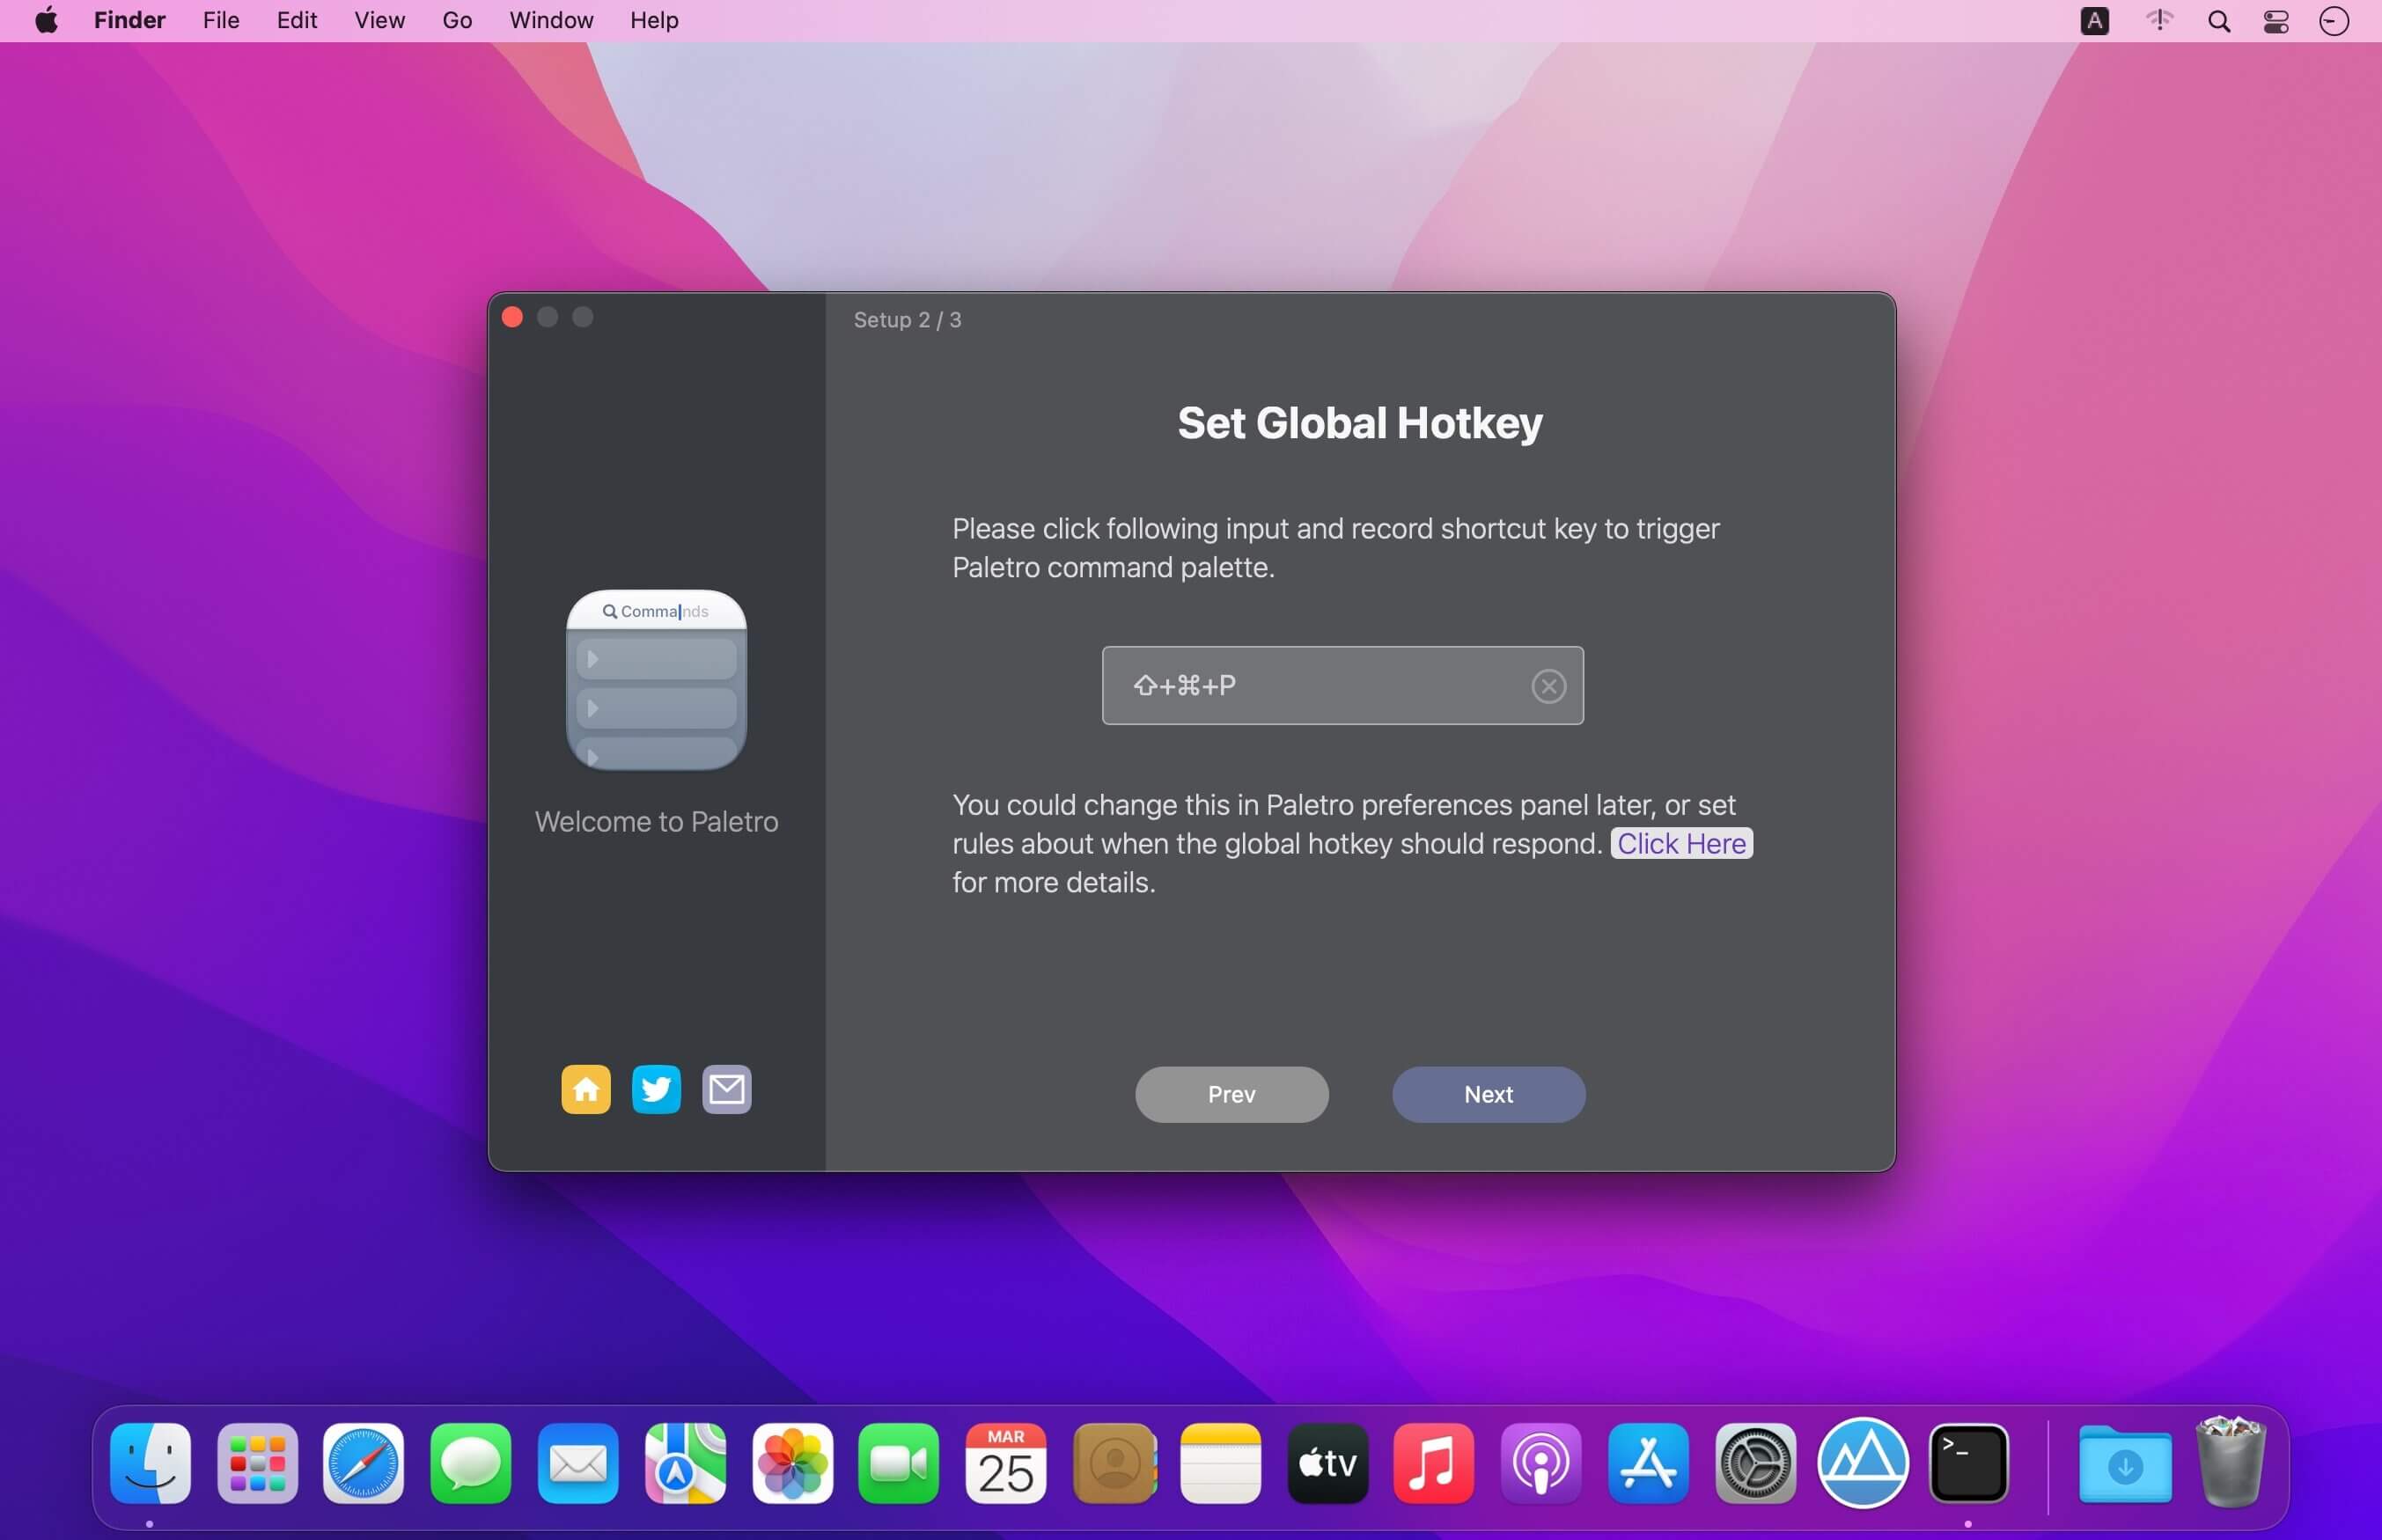 Finder File Edit View Go Window Help
A
Setup 2 / 3
Set Global Hotkey
Please click following input and record shortcut key to trigger
Paletro command palette.
⇧+⌘+P
You could change this in Paletro preferences panel later, or set
rules about when the global hotkey should respond. Click Here
for more details.
Prev Next
Commands
Welcome to Paletro
MAR
25
tv
>_